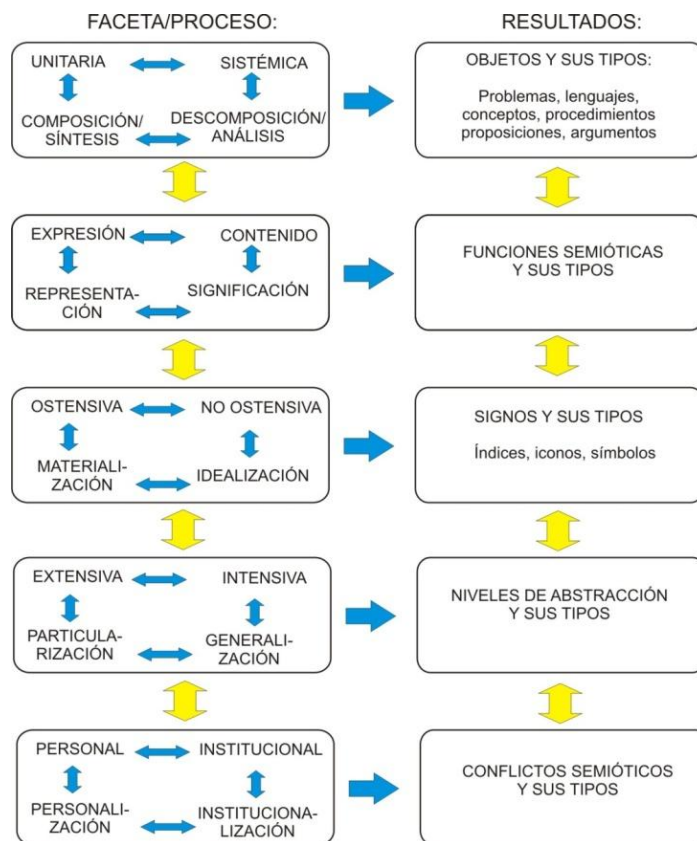 FACETA/PROCESO:
RESULTADOS:
UNITARIA
SISTÉMICA
COMPOSICIÓN/
SÍNTESIS
DESCOMPOSICIÓN/
ANÁLISIS
OBJETOS Y SUS TIPOS:
Problemas, lenguajes,
conceptos, procedimientos
proposiciones, argumentos
EXPRESIÓN
CONTENIDO
REPRESENTA-
CIÓN
SIGNIFICACIÓN
FUNCIONES SEMIÓTICAS
Y SUS TIPOS
OSTENSIVA
NO OSTENSIVA
MATERIALI-
ZACIÓN
IDEALIZACIÓN
SIGNOS Y SUS TIPOS
Índices, iconos, símbolos
EXTENSIVA
INTENSIVA
PARTICULA-
RIZACIÓN
GENERALI-
ZACIÓN
NIVELES DE ABSTRACCIÓN
Y SUS TIPOS
PERSONAL
INSTITUCIONAL
PERSONALI-
ZACIÓN
INSTITUCIONA-
LIZACIÓN
CONFLICTOS SEMIÓTICOS
Y SUS TIPOS